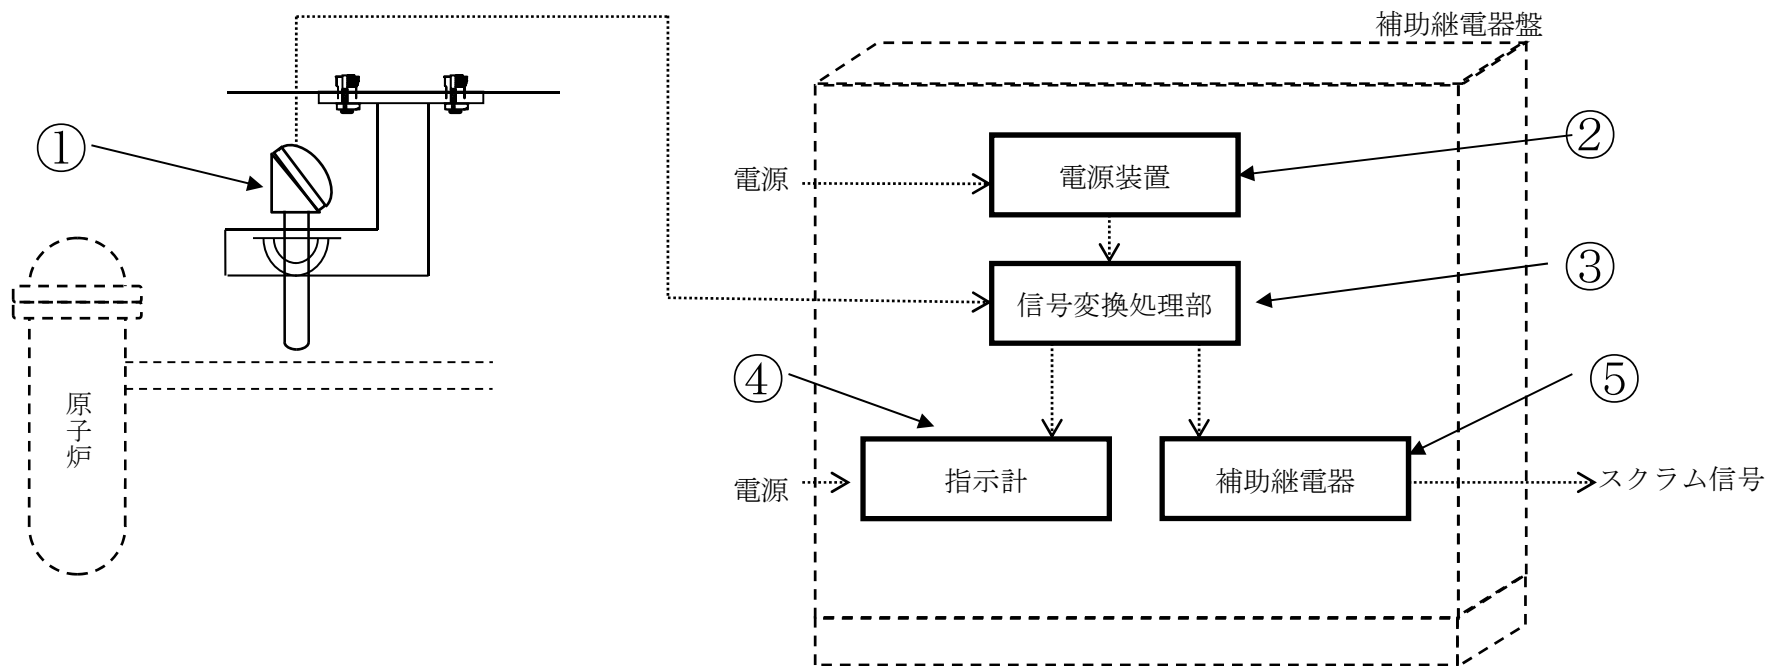 補助継電器盤
①
②
電源
電源装置
③
信号変換処理部
④
⑤
原子炉
電源
指示計
補助継電器
スクラム信号